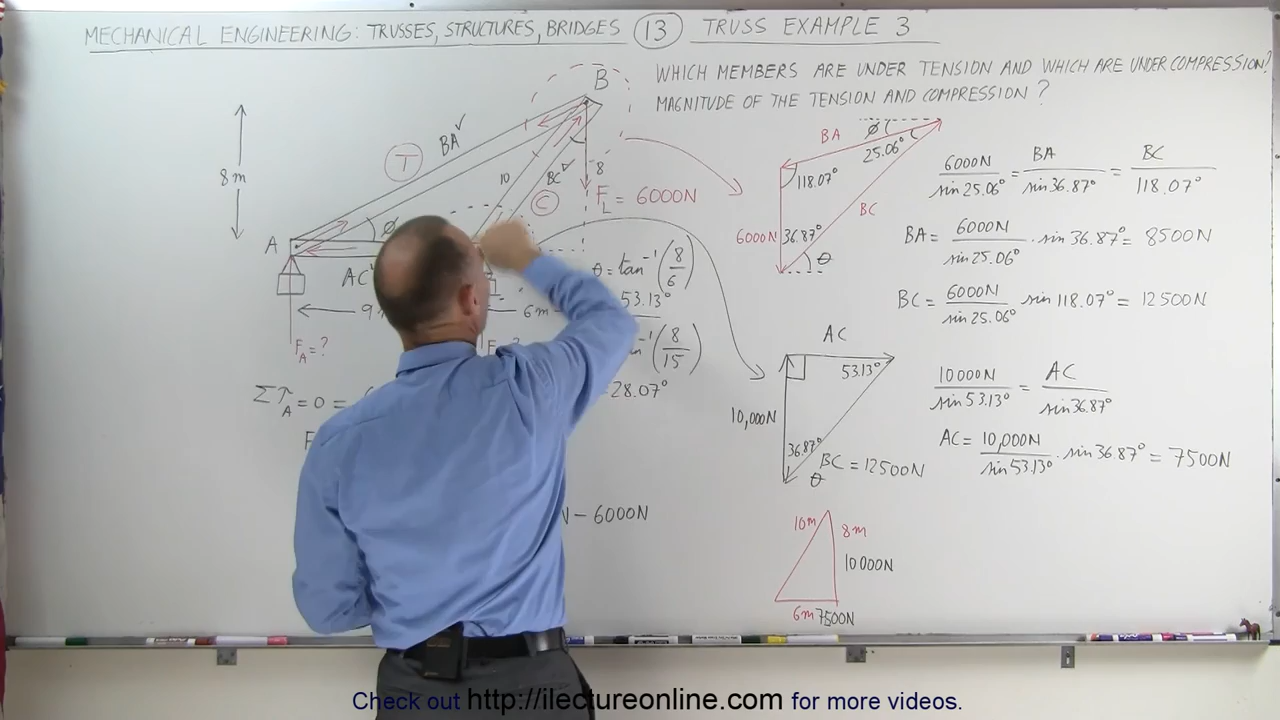 MECHANICAL ENGINEERING: TRUSSES, STRUCTURES, BRIDGES 13 TRUSS EXAMPLE 3
WHICH MEMBERS ARE UNDER TENSION AND WHICH ARE UNDER COMPRESSION?
MAGNITUDE OF THE TENSION AND COMPRESSION?
B
BA
T
8m
10
BC
8
C
F_L = 6000N
A
φ
AC
9
6m
F_A = ?
F ?
Στ_A = 0 =
F
θ = tan⁻¹(8/6)
53.13°
(8/15)
= 28.07°
– 6000N
BA
φ
25.06°
118.07°
BC
6000N
36.87°
θ
6000N/sin 25.06° = BA/sin 36.87° = BC/118.07°
BA = 6000N/sin 25.06° · sin 36.87° = 8500N
BC = 6000N/sin 25.06° sin 118.07° = 12500N
AC
53.13°
10,000N
36.87°
BC = 12500N
θ
10000N/sin 53.13° = AC/sin 36.87°
AC = 10,000N/sin 53.13° · sin 36.87° = 7500N
10m
8m
10000N
6m 7500N
Check out http://ilectureonline.com for more videos.